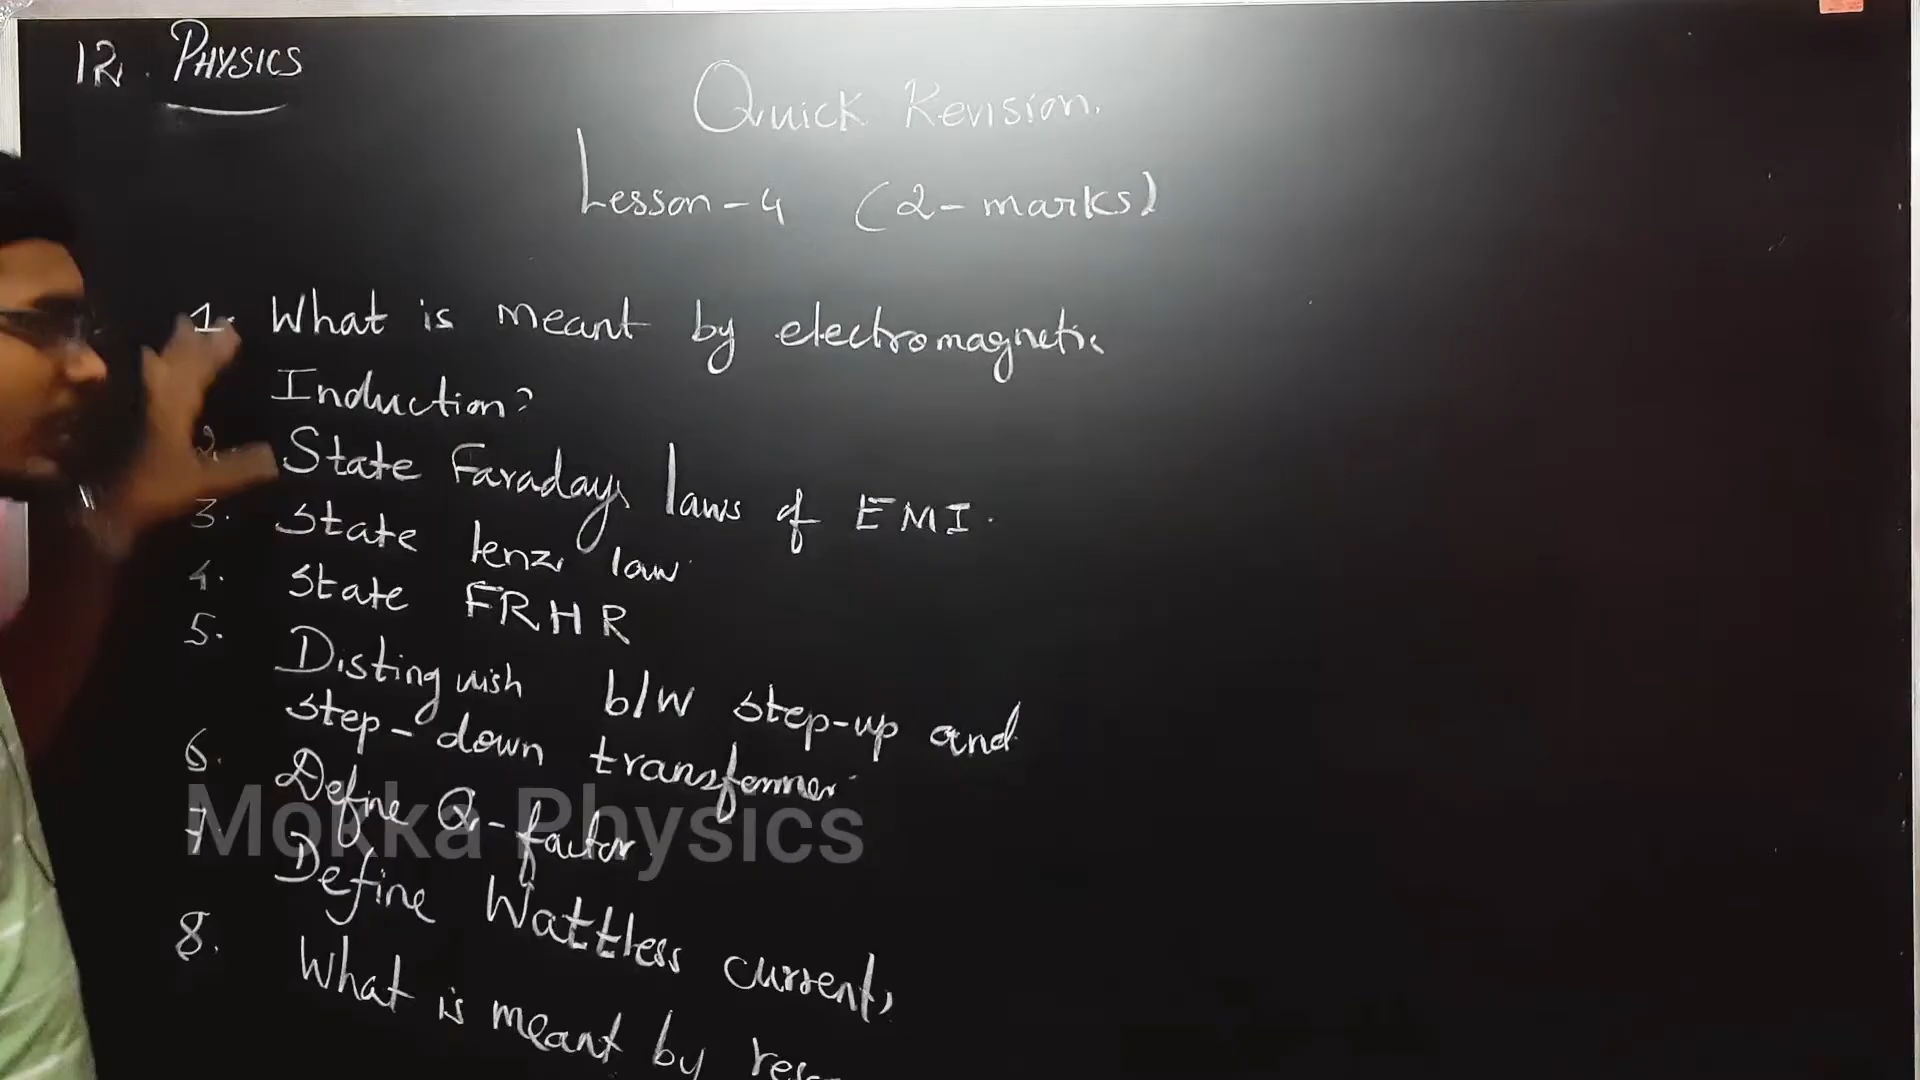 12. PHYSICS
Quick Revision.
Lesson-4 (2-marks)
1. What is meant by electromagnetic
Induction?
2. State Faradays laws of EMI.
3. State lenz law
4. State FRHR
5. Distinguish b/w step-up and
step-down transformer
6. Define Q-factor.
7. Define Wattless current,
8. What is meant by
Mokka Physics